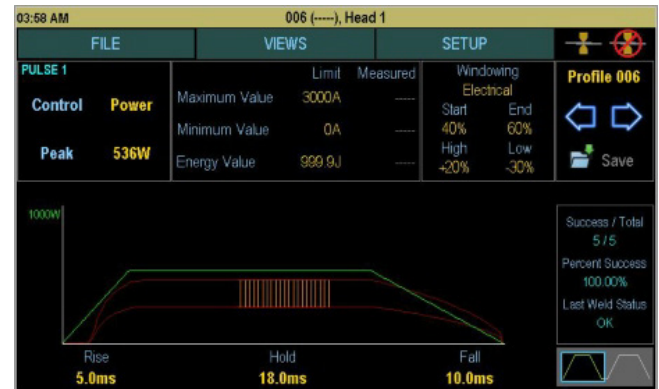 03:58 AM 006 (-----), Head 1
FILE VIEWS SETUP
PULSE 1
Control Power
Peak 536W
Limit Measured
Maximum Value 3000A -----
Minimum Value 0A -----
Energy Value 999.9J -----
Windowing
Electrical
Start End
40% 60%
High Low
+20% -30%
Profile 006
Save
1000W
Success / Total
5 / 5
Percent Success
100.00%
Last Weld Status
OK
Rise Hold Fall
5.0ms 18.0ms 10.0ms